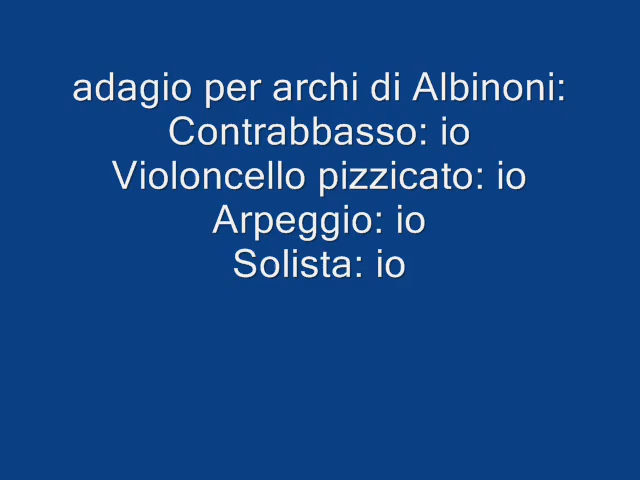 adagio per archi di Albinoni:
Contrabbasso: io
Violoncello pizzicato: io
Arpeggio: io
Solista: io